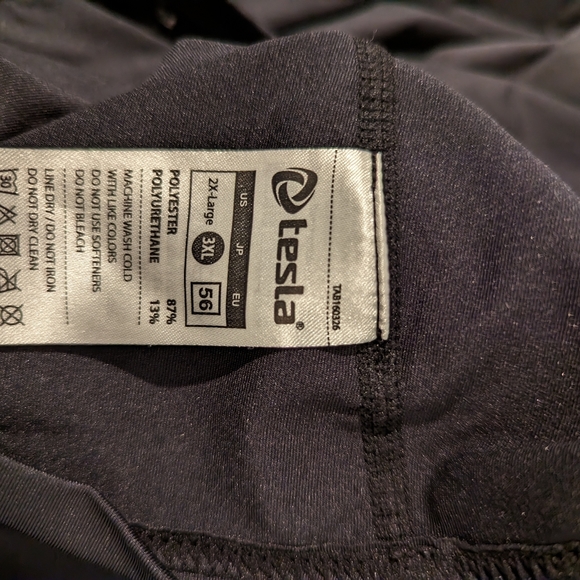 TAB160326
tesla®
US JP EU
2X-Large 3XL 56
POLYESTER 87%
POLYURETHANE 13%
MACHINE WASH COLD
WITH LIKE COLORS
DO NOT USE SOFTENERS
DO NOT BLEACH
LINE DRY/ DO NOT IRON
DO NOT DRY CLEAN
30